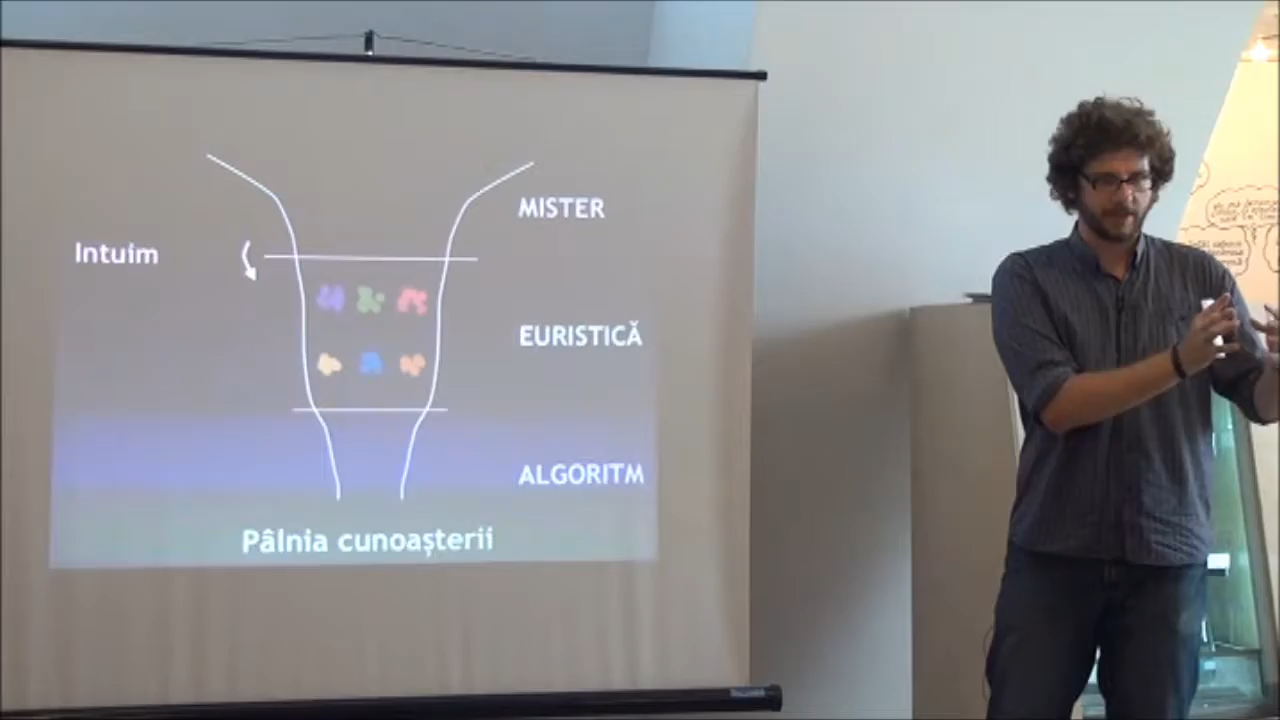 MISTER
Intuim
EURISTICĂ
ALGORITM
Pâlnia cunoașterii